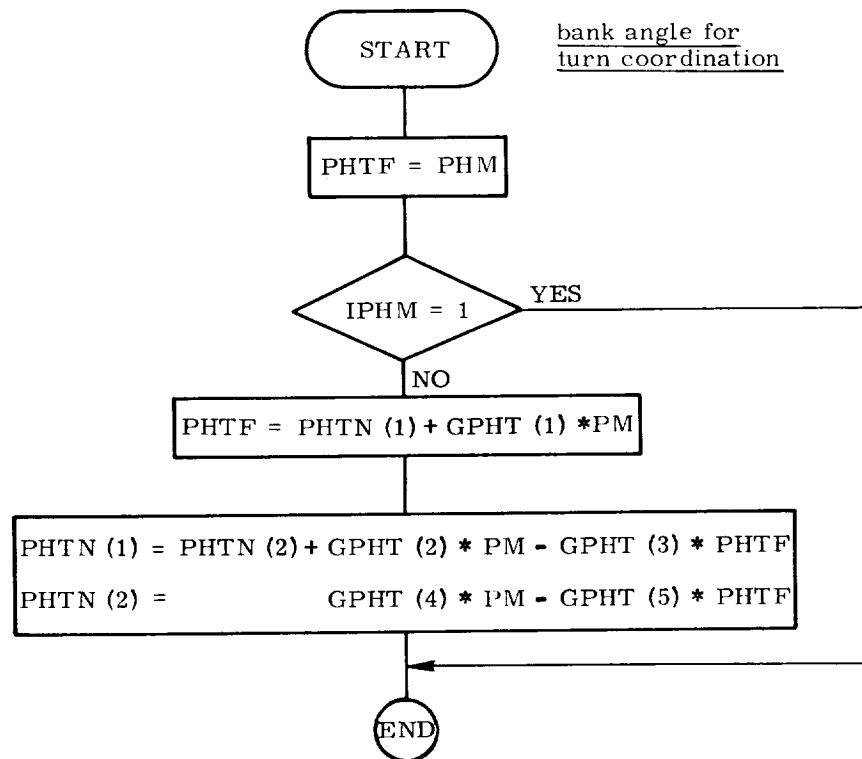 START
bank angle for
turn coordination
PHTF = PHM
IPHM = 1
YES
NO
PHTF = PHTN (1) + GPHT (1) *PM
PHTN (1) = PHTN (2) + GPHT (2) * PM - GPHT (3) * PHTF
PHTN (2) = GPHT (4) * PM - GPHT (5) * PHTF
END